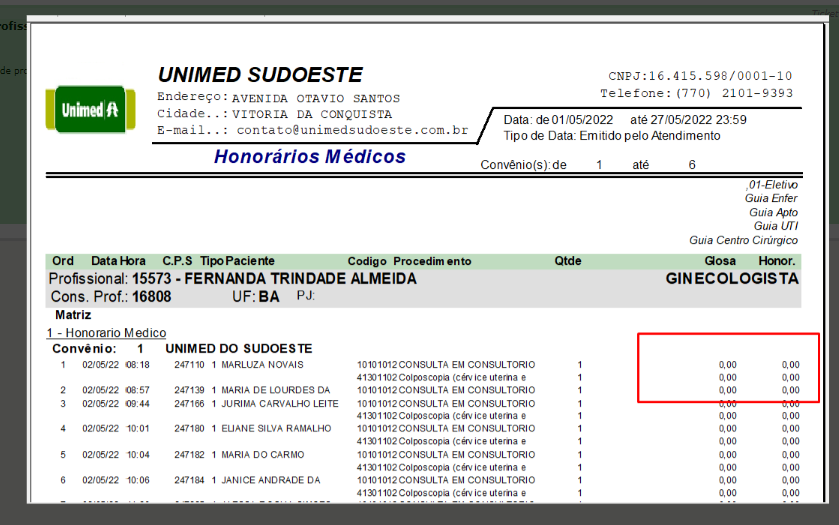 UNIMED SUDOESTE
Endereço: AVENIDA OTAVIO SANTOS
Cidade..: VITORIA DA CONQUISTA
E-mail..: contato@unimedsudoeste.com.br
CNPJ:16.415.598/0001-10
Telefone:(770) 2101-9393
Unimed
Data: de 01/05/2022 até 27/05/2022 23:59
Tipo de Data: Emitido pelo Atendimento
Honorários Médicos
Convênio(s): de 1 até 6
,01-Eletivo
Guia Enfer
Guia Apto
Guia UTI
Guia Centro Cirúrgico
Ord Data Hora C.P.S Tipo Paciente Codigo Procedimento Qtde Glosa Honor.
Profissional: 15573 - FERNANDA TRINDADE ALMEIDA GINECOLOGISTA
Cons. Prof.: 16808 UF: BA PJ:
Matriz
1 - Honorario Medico
Convênio: 1 UNIMED DO SUDOESTE
1 02/05/22 08:18 247110 1 MARLUZA NOVAIS 10101012 CONSULTA EM CONSULTORIO 1 0,00 0,00
41301102 Colposcopia (cérvice uterina e 1 0,00 0,00
2 02/05/22 08:57 247139 1 MARIA DE LOURDES DA 10101012 CONSULTA EM CONSULTORIO 1 0,00 0,00
3 02/05/22 09:44 247166 1 JURIMA CARVALHO LEITE 10101012 CONSULTA EM CONSULTORIO 1 0,00 0,00
41301102 Colposcopia (cérvice uterina e 1 0,00 0,00
4 02/05/22 10:01 247180 1 ELIANE SILVA RAMALHO 10101012 CONSULTA EM CONSULTORIO 1 0,00 0,00
41301102 Colposcopia (cérvice uterina e 1 0,00 0,00
5 02/05/22 10:04 247182 1 MARIA DO CARMO 10101012 CONSULTA EM CONSULTORIO 1 0,00 0,00
41301102 Colposcopia (cérvice uterina e 1 0,00 0,00
6 02/05/22 10:06 247184 1 JANICE ANDRADE DA 10101012 CONSULTA EM CONSULTORIO 1 0,00 0,00
41301102 Colposcopia (cérvice uterina e 1 0,00 0,00